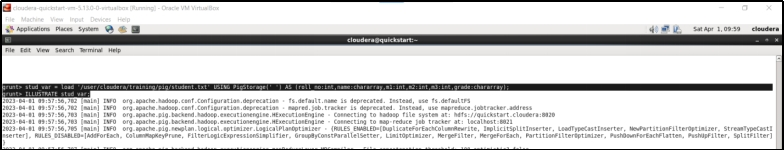 cloudera-quickstart-vm-5.13.0-0-virtualbox [Running] - Oracle VM VirtualBox
File Machine View Input Devices Help
Applications Places System Sat Apr 1, 09:59 cloudera
cloudera@quickstart:~
File Edit View Search Terminal Help
grunt> stud_var = load '/user/cloudera/training/pig/student.txt' USING PigStorage(' ') AS (roll_no:int,name:chararray,m1:int,m2:int,m3:int,grade:chararray);
grunt> ILLUSTRATE stud_var;
2023-04-01 09:57:56,702 [main] INFO org.apache.hadoop.conf.Configuration.deprecation - fs.default.name is deprecated. Instead, use fs.defaultFS
2023-04-01 09:57:56,702 [main] INFO org.apache.hadoop.conf.Configuration.deprecation - mapred.job.tracker is deprecated. Instead, use mapreduce.jobtracker.address
2023-04-01 09:57:56,703 [main] INFO org.apache.pig.backend.hadoop.executionengine.HExecutionEngine - Connecting to hadoop file system at: hdfs://quickstart.cloudera:8020
2023-04-01 09:57:56,703 [main] INFO org.apache.pig.backend.hadoop.executionengine.HExecutionEngine - Connecting to map-reduce job tracker at: localhost:8021
2023-04-01 09:57:56,714 [main] INFO org.apache.pig.newplan.logical.optimizer.LogicalPlanOptimizer - {RULES_ENABLED=[DuplicateForEachColumnRewrite, ImplicitSplitInserter, LoadTypeCastInserter, NewPartitionFilterOptimizer, StreamTypeCastI
nserter], RULES_DISABLED=[AddForEach, ColumnMapKeyPrune, FilterLogicExpressionSimplifier, GroupByConstParallelSetter, LimitOptimizer, MergeFilter, MergeForEach, PartitionFilterOptimizer, PushDownForEachFlatten, PushUpFilter, SplitFilter]
}